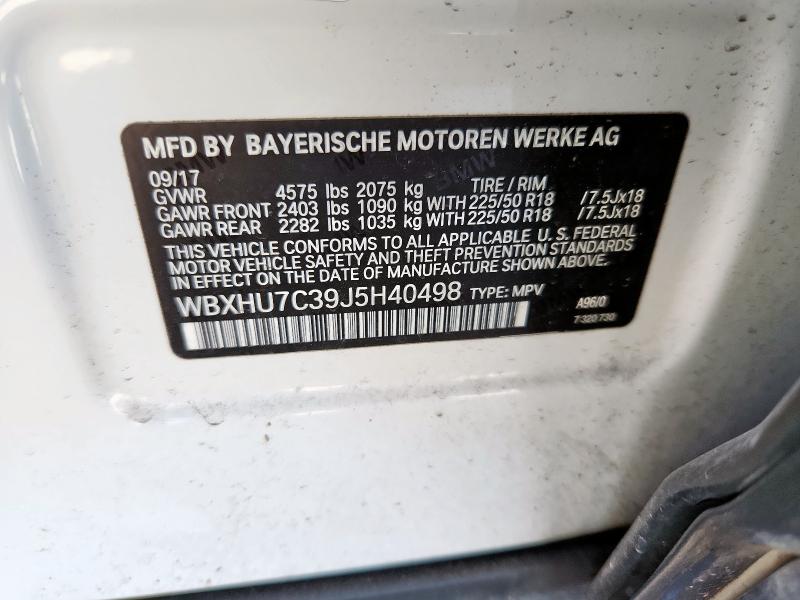 MFD BY BAYERISCHE MOTOREN WERKE AG
09/17
GVWR 4575 lbs 2075 kg TIRE / RIM
GAWR FRONT 2403 lbs 1090 kg WITH 225/50 R18 /7.5Jx18
GAWR REAR 2282 lbs 1035 kg WITH 225/50 R18 /7.5Jx18
THIS VEHICLE CONFORMS TO ALL APPLICABLE U. S. FEDERAL
MOTOR VEHICLE SAFETY AND THEFT PREVENTION STANDARDS
IN EFFECT ON THE DATE OF MANUFACTURE SHOWN ABOVE.
WBXHU7C39J5H40498 TYPE: MPV
A96/0
7 320 730